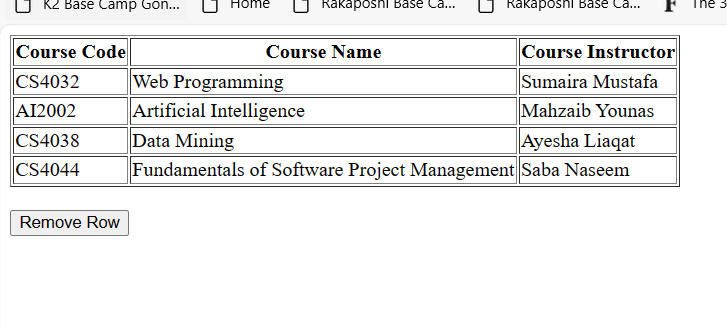 K2 Base Camp Gon... Home Rakaposhi Base Ca... Rakaposhi Base Ca... The 3
Course Code Course Name Course Instructor
CS4032 Web Programming Sumaira Mustafa
AI2002 Artificial Intelligence Mahzaib Younas
CS4038 Data Mining Ayesha Liaqat
CS4044 Fundamentals of Software Project Management Saba Naseem
Remove Row